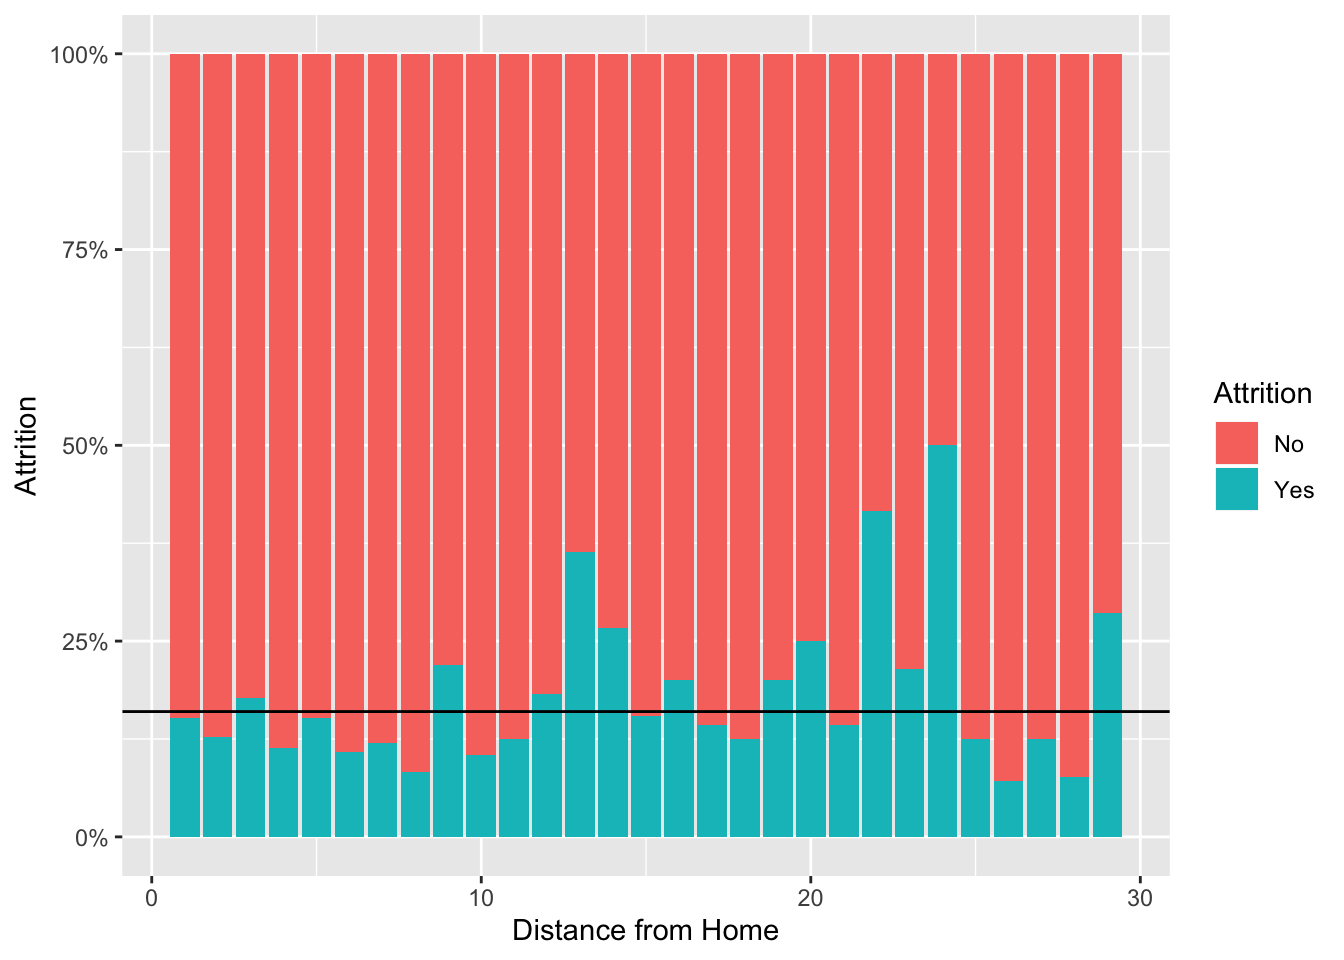 100%
75%
50%
25%
0%
Attrition
0
10
20
30
Distance from Home
Attrition
No
Yes